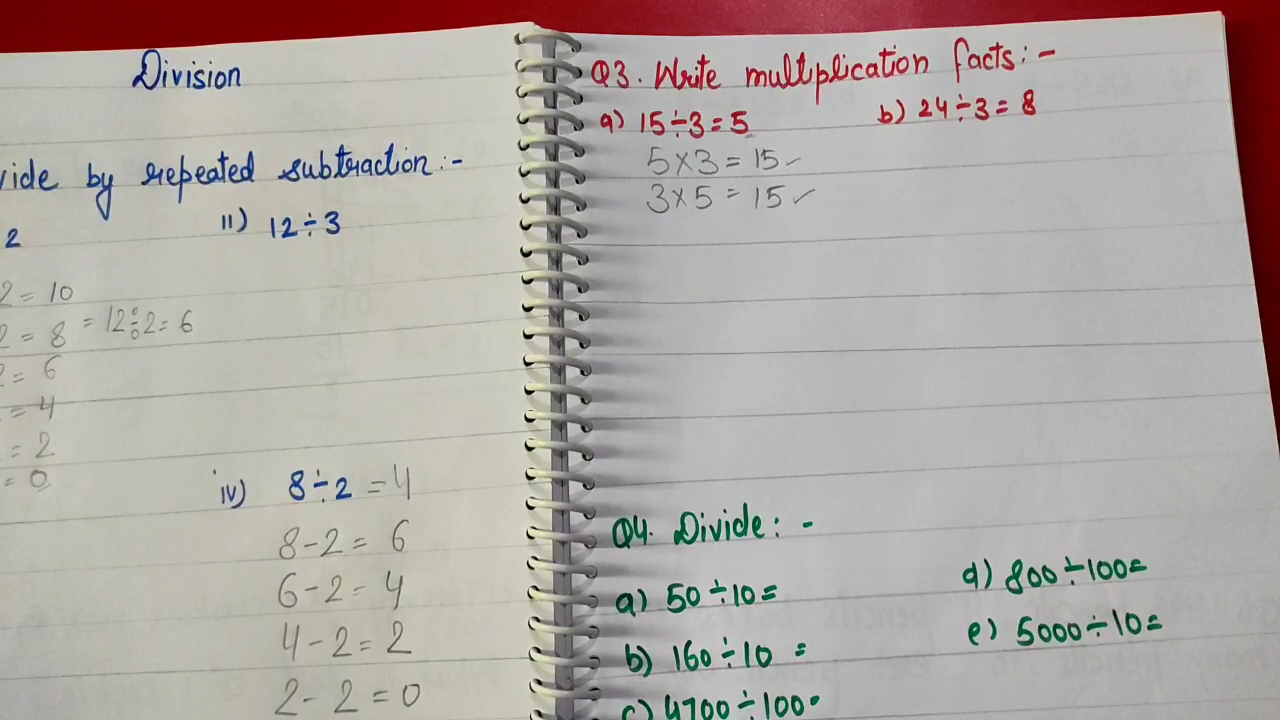 Division
vide by repeated subtraction:-
2
11) 12÷3
2 = 10
2 = 8 = 12÷2= 6
2 = 6
= 4
= 2
= 0
iv) 8÷2 = 4
8-2 = 6
6-2 = 4
4-2 = 2
2-2 = 0
Q3. Write multiplication facts:-
a) 15÷3=5
b) 24÷3= 8
5×3 = 15 ✓
3×5 = 15 ✓
Q4. Divide:-
a) 50÷10=
d) 800÷100=
b) 160÷10 =
e) 5000÷10=
c) 4700÷100=